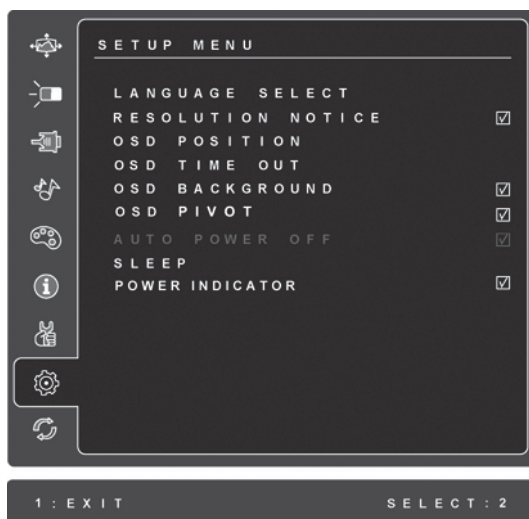 SETUP MENU
LANGUAGE SELECT
RESOLUTION NOTICE
OSD POSITION
OSD TIME OUT
OSD BACKGROUND
OSD PIVOT
AUTO POWER OFF
SLEEP
POWER INDICATOR
1:EXIT SELECT:2